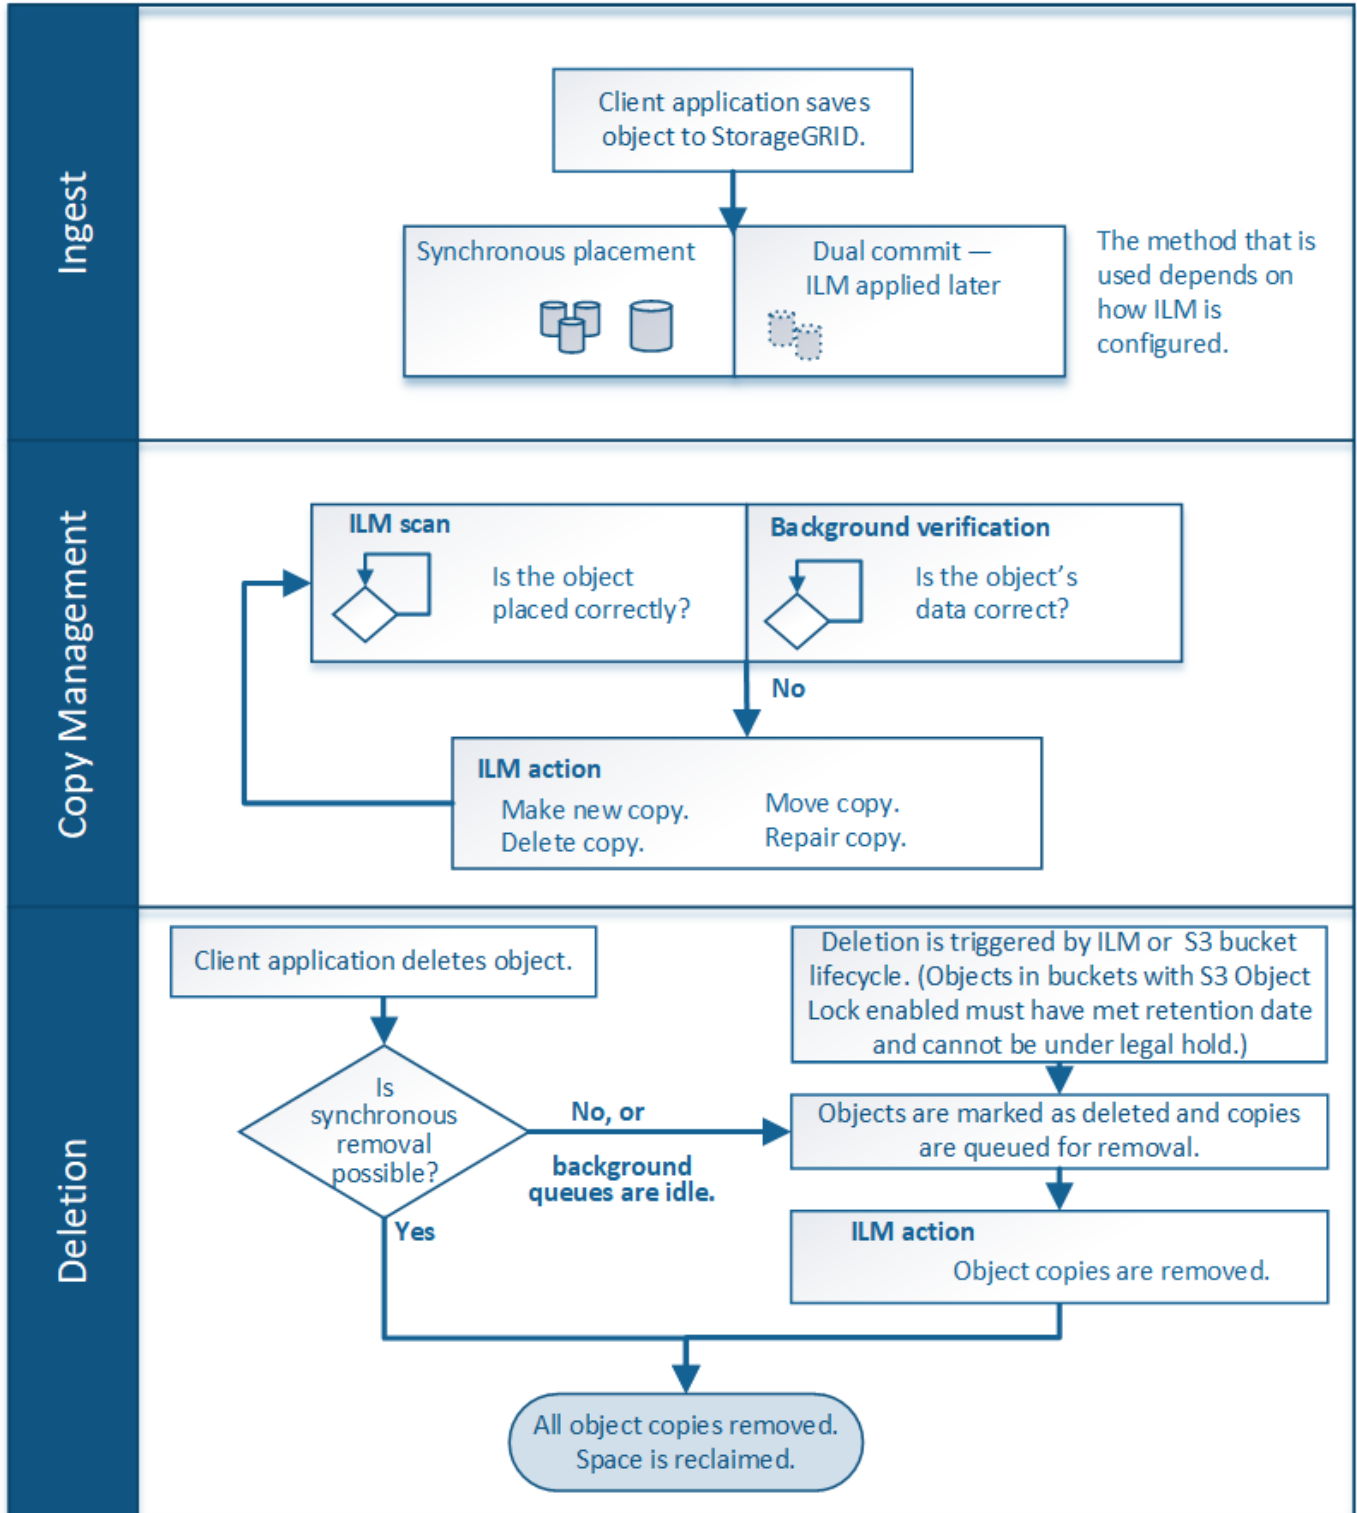 Ingest
Client application saves
object to StorageGRID.
Synchronous placement
Dual commit —
ILM applied later
The method that is
used depends on
how ILM is
configured.
Copy Management
ILM scan
Is the object
placed correctly?
Background verification
Is the object's
data correct?
No
ILM action
Make new copy.
Delete copy.
Move copy.
Repair copy.
Deletion
Client application deletes object.
Is
synchronous
removal
possible?
No, or
background
queues are idle.
Yes
Deletion is triggered by ILM or S3 bucket
lifecycle. (Objects in buckets with S3 Object
Lock enabled must have met retention date
and cannot be under legal hold.)
Objects are marked as deleted and copies
are queued for removal.
ILM action
Object copies are removed.
All object copies removed.
Space is reclaimed.